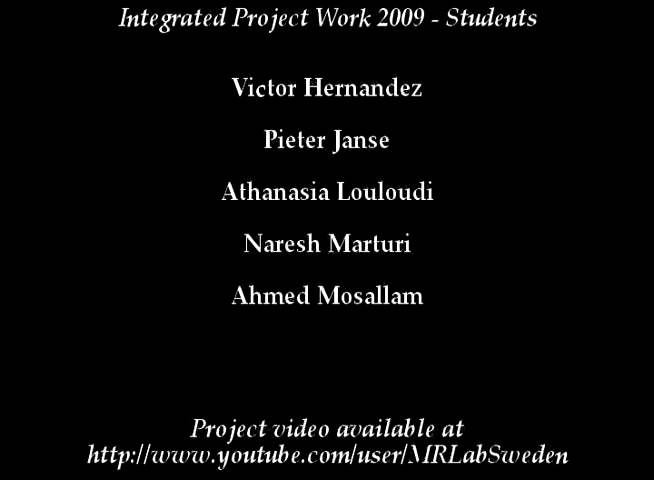 Integrated Project Work 2009 - Students
Victor Hernandez
Pieter Janse
Athanasia Louloudi
Naresh Marturi
Ahmed Mosallam
Project video available at
http://www.youtube.com/user/MRLabSweden